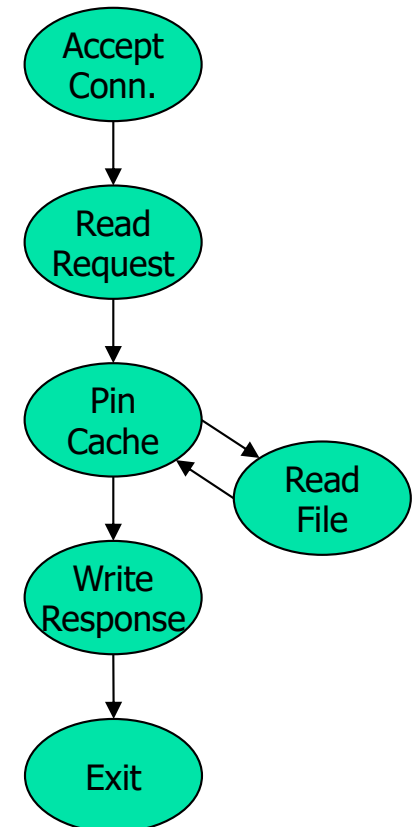 Accept
Conn.
Read
Request
Pin
Cache
Read
File
Write
Response
Exit